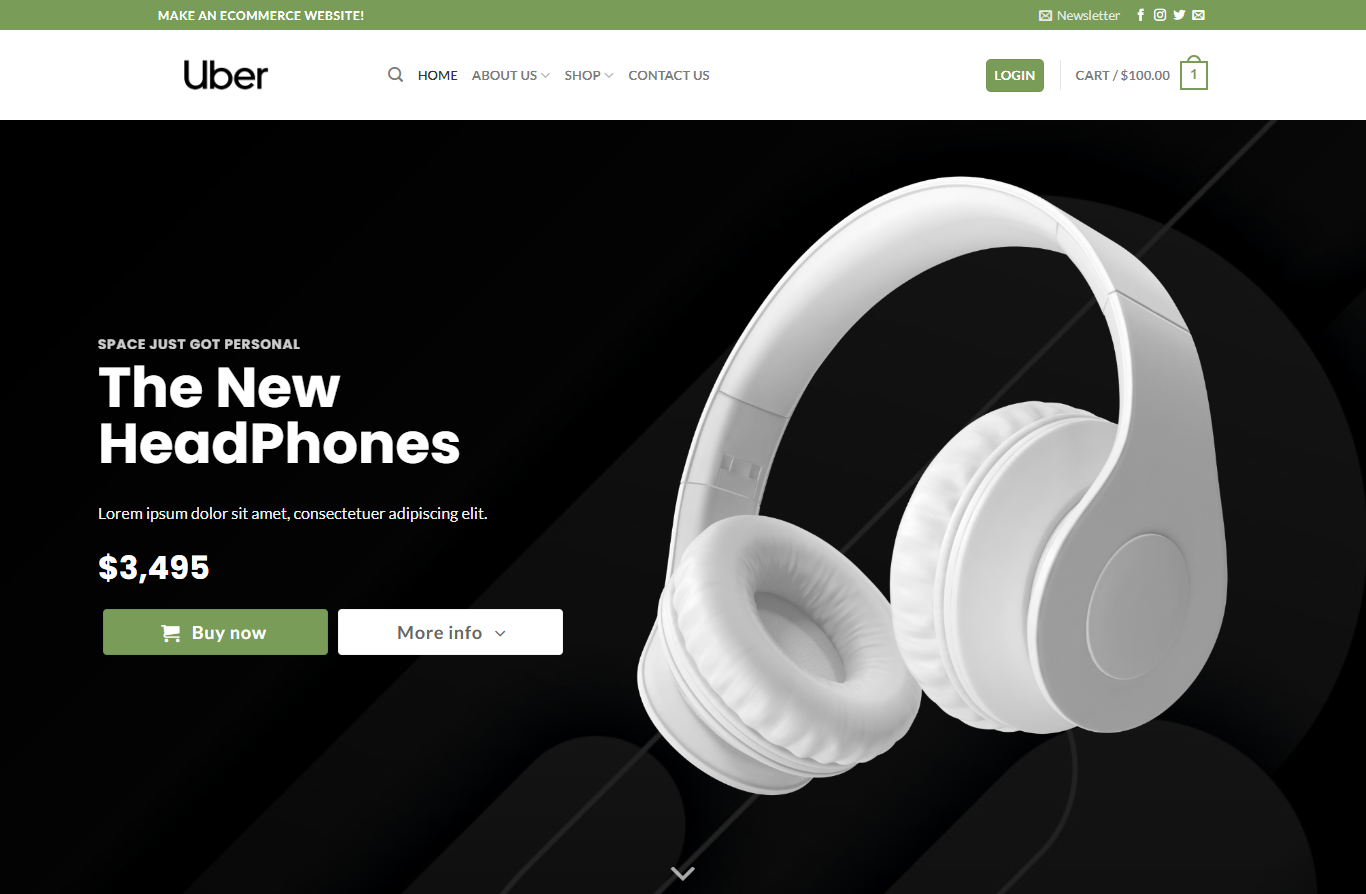 MAKE AN ECOMMERCE WEBSITE!
Newsletter
Uber
HOME
ABOUT US
SHOP
CONTACT US
LOGIN
CART / $100.00
1
SPACE JUST GOT PERSONAL
The New
HeadPhones
Lorem ipsum dolor sit amet, consectetuer adipiscing elit.
$3,495
Buy now
More info